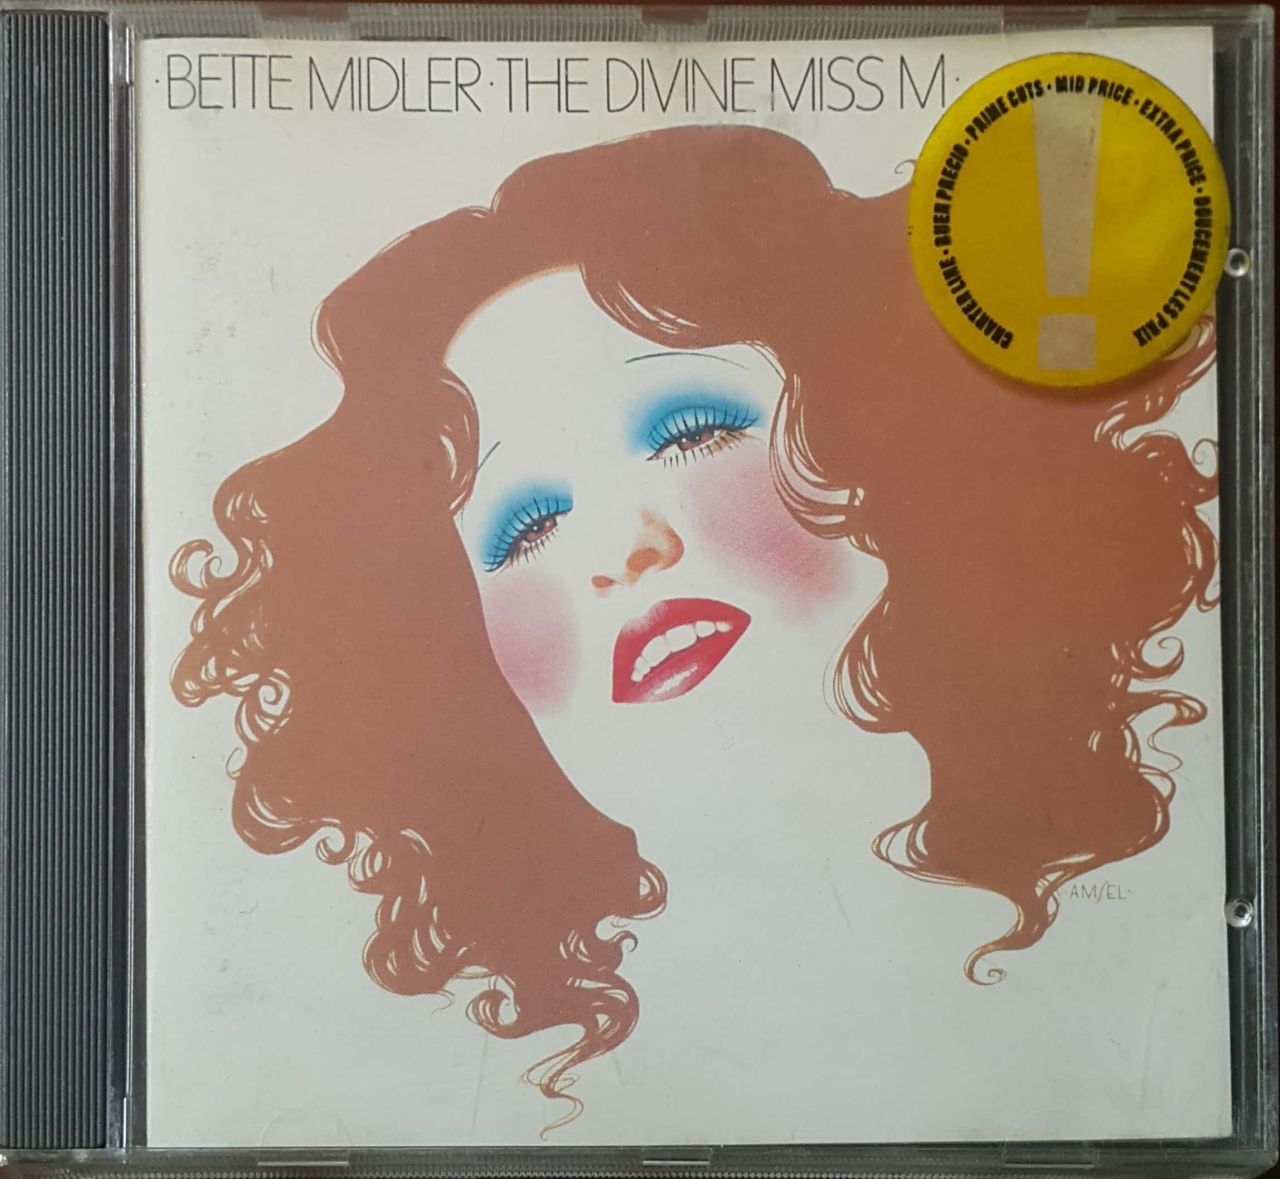 ·BETTE MIDLER·THE DIVINE MISS M·
CHARTER LINE · BUEN PRECIO · PRIME CUTS · MID PRICE · EXTRA PRICE · DOUCEMENT LES PRIX
!
·AMSEL·